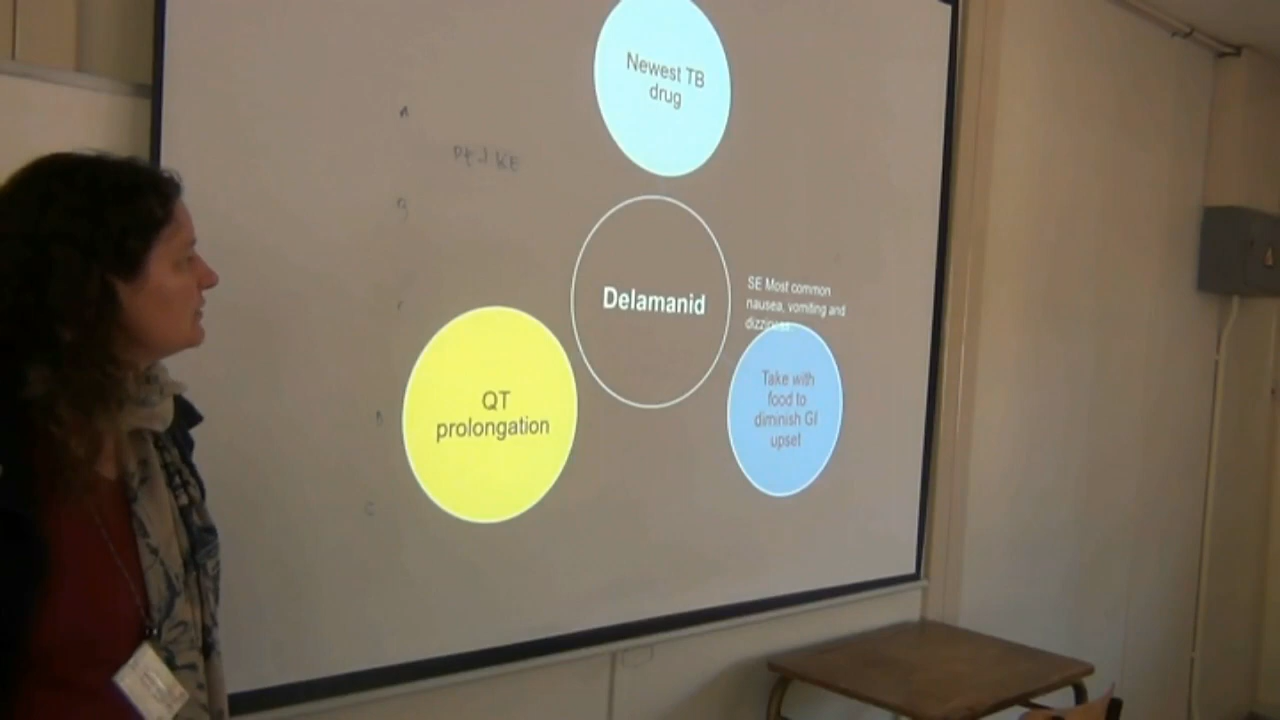 Newest TB
drug
A
B
Delamanid
SE Most common
nausea, vomiting and
dizziness
QT
prolongation
Take with
food to
diminish GI
upset